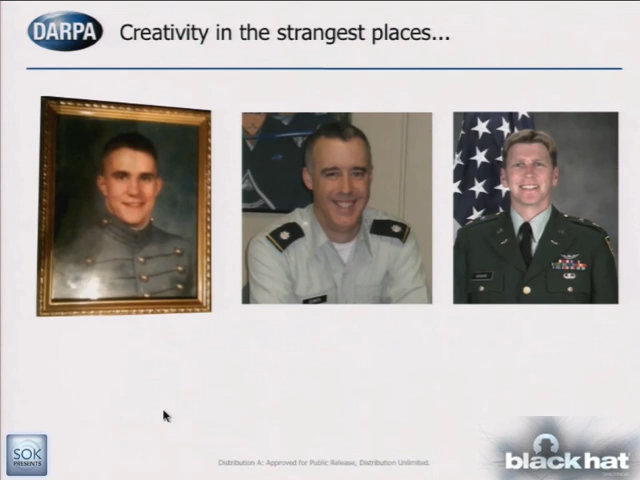 DARPA
Creativity in the strangest places...
SOK
PRESENTS
Distribution A: Approved for Public Release, Distribution Unlimited.
black hat